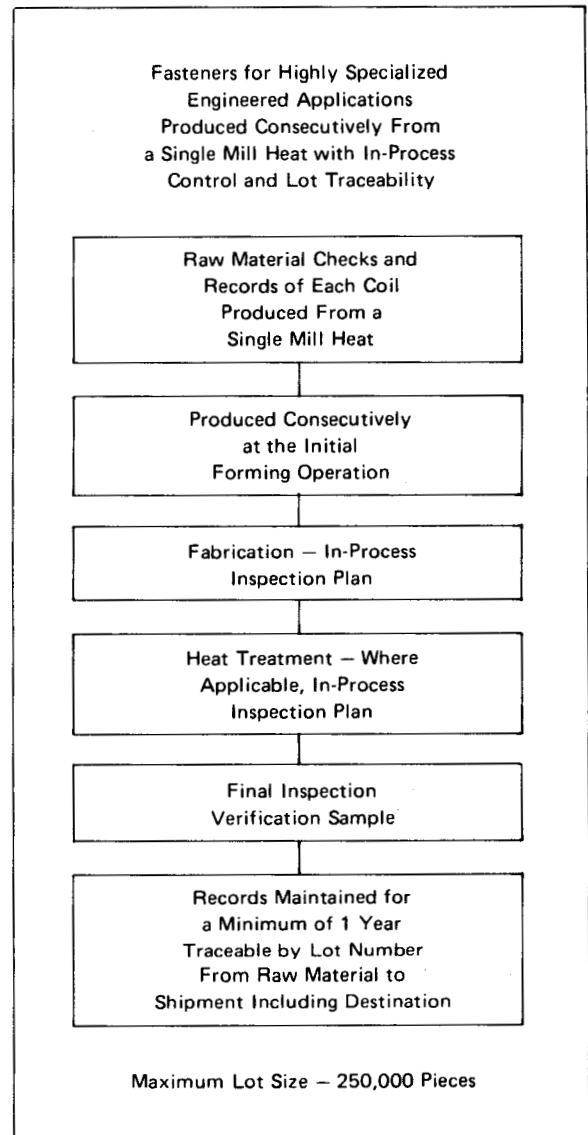 Fasteners for Highly Specialized
Engineered Applications
Produced Consecutively From
a Single Mill Heat with In-Process
Control and Lot Traceability
Raw Material Checks and
Records of Each Coil
Produced From a
Single Mill Heat
Produced Consecutively
at the Initial
Forming Operation
Fabrication — In-Process
Inspection Plan
Heat Treatment — Where
Applicable, In-Process
Inspection Plan
Final Inspection
Verification Sample
Records Maintained for
a Minimum of 1 Year
Traceable by Lot Number
From Raw Material to
Shipment Including Destination
Maximum Lot Size — 250,000 Pieces